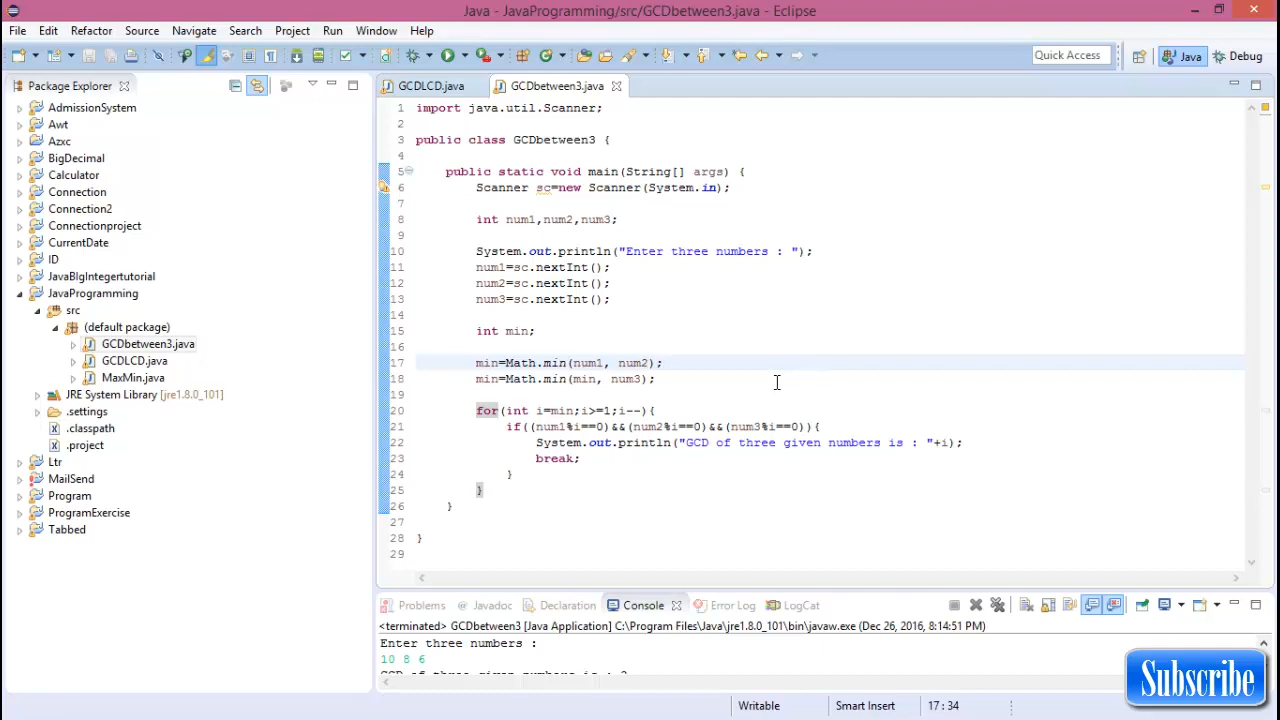 Java - JavaProgramming/src/GCDbetween3.java - Eclipse
File Edit Refactor Source Navigate Search Project Run Window Help
Quick Access Java Debug
Package Explorer
AdmissionSystem
Awt
Azxc
BigDecimal
Calculator
Connection
Connection2
Connectionproject
CurrentDate
ID
JavaBigIntegertutorial
JavaProgramming
src
(default package)
GCDbetween3.java
GCDLCD.java
MaxMin.java
JRE System Library [jre1.8.0_101]
.settings
.classpath
.project
Ltr
MailSend
Program
ProgramExercise
Tabbed
GCDLCD.java GCDbetween3.java
1 import java.util.Scanner;
2
3 public class GCDbetween3 {
4
5 public static void main(String[] args) {
6 Scanner sc=new Scanner(System.in);
7
8 int num1,num2,num3;
9
10 System.out.println("Enter three numbers : ");
11 num1=sc.nextInt();
12 num2=sc.nextInt();
13 num3=sc.nextInt();
14
15 int min;
16
17 min=Math.min(num1, num2);
18 min=Math.min(min, num3);
19
20 for(int i=min;i>=1;i--){
21 if((num1%i==0)&&(num2%i==0)&&(num3%i==0)){
22 System.out.println("GCD of three given numbers is : "+i);
23 break;
24 }
25 }
26 }
27
28 }
29
Problems Javadoc Declaration Console Error Log LogCat
<terminated> GCDbetween3 [Java Application] C:\Program Files\Java\jre1.8.0_101\bin\javaw.exe (Dec 26, 2016, 8:14:51 PM)
Enter three numbers :
10 8 6
GCD of three given numbers is : 2
Subscribe
Writable Smart Insert 17 : 34